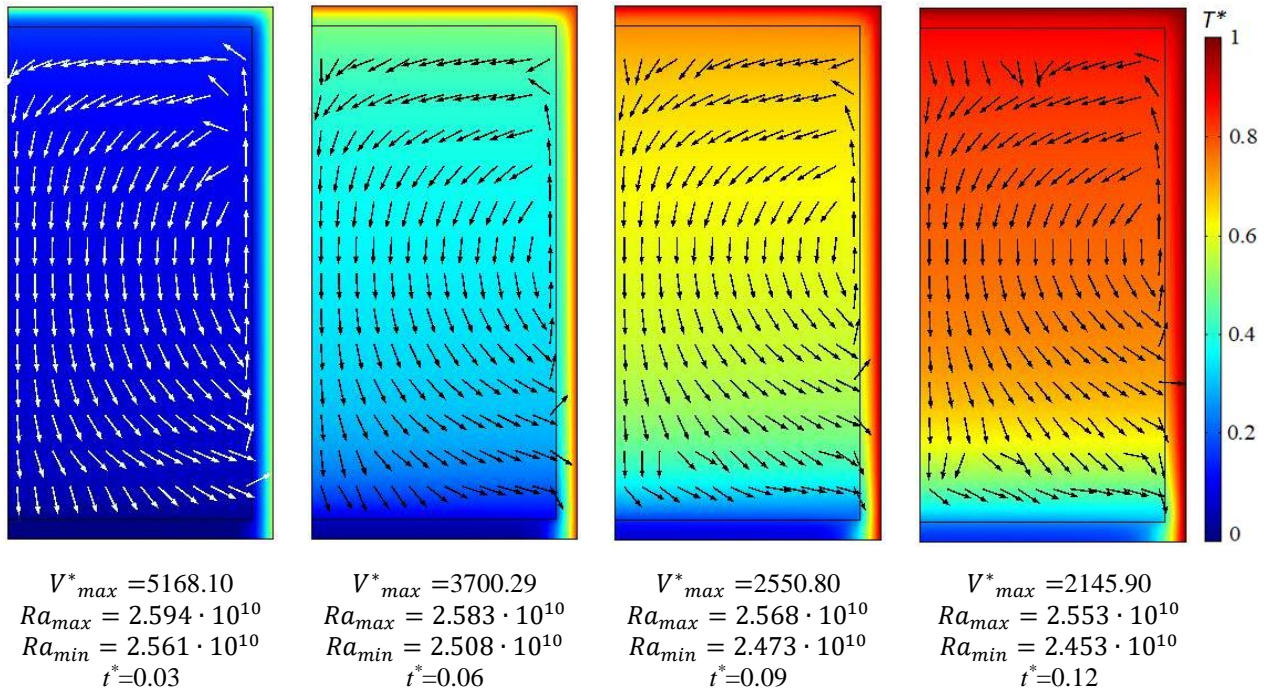 T*
1
0.8
0.6
0.4
0.2
0
V*max =5168.10
Ramax = 2.594 · 10^10
Ramin = 2.561 · 10^10
t*=0.03
V*max =3700.29
Ramax = 2.583 · 10^10
Ramin = 2.508 · 10^10
t*=0.06
V*max =2550.80
Ramax = 2.568 · 10^10
Ramin = 2.473 · 10^10
t*=0.09
V*max =2145.90
Ramax = 2.553 · 10^10
Ramin = 2.453 · 10^10
t*=0.12